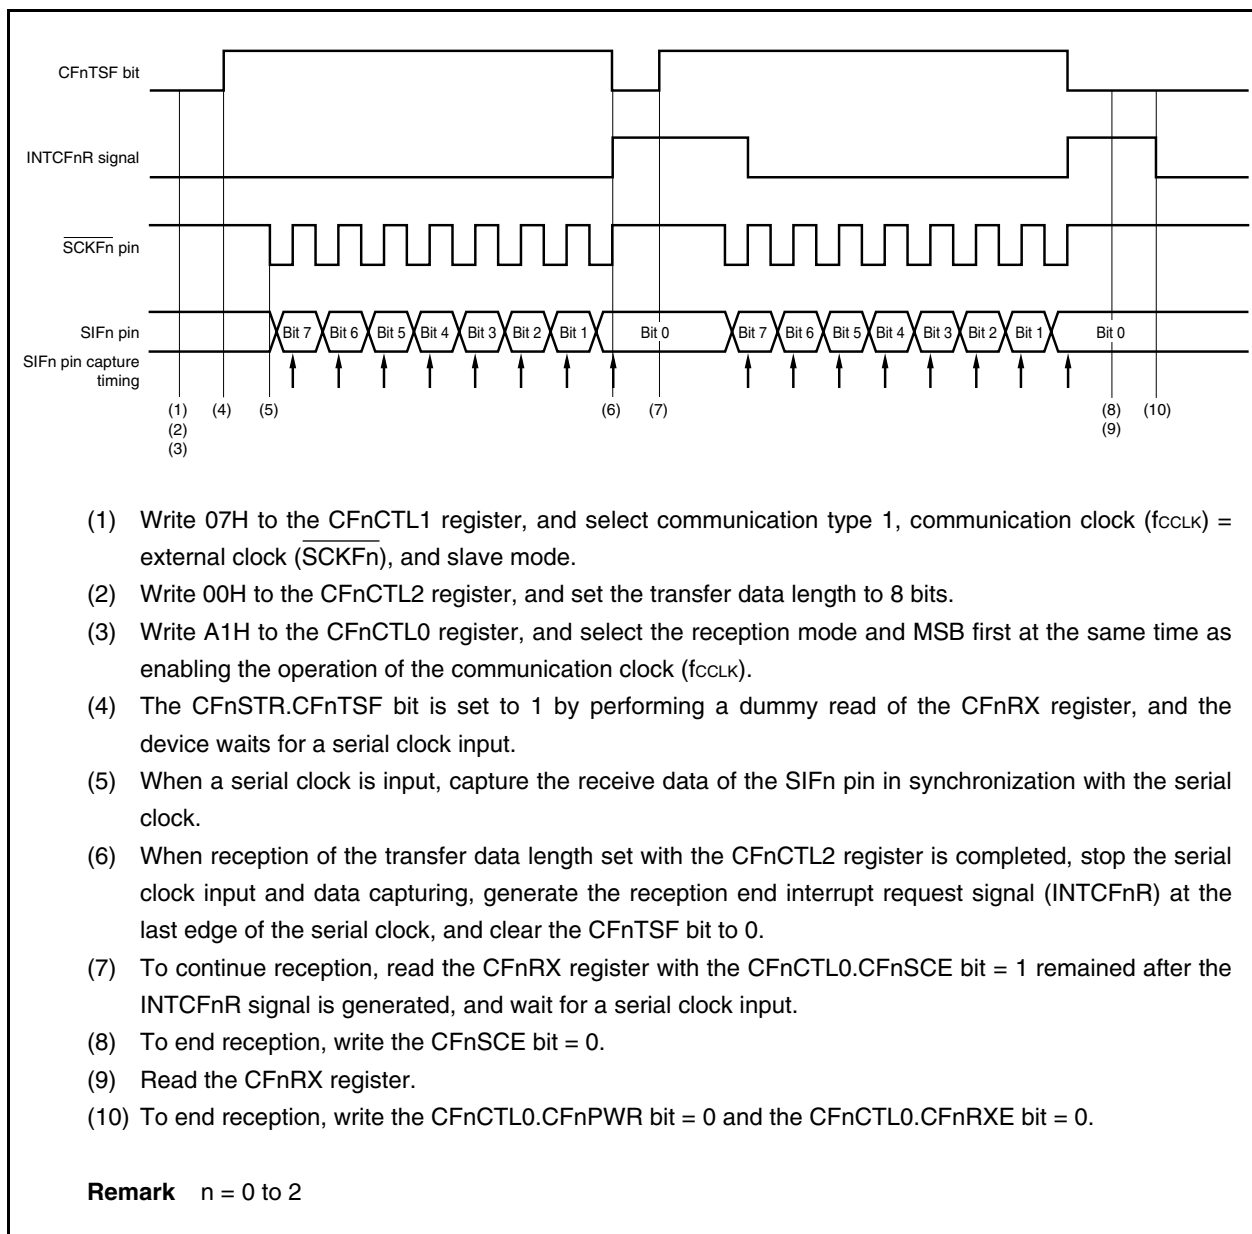 CFnTSF bit
INTCFnR signal
SCKFn pin
SIFn pin
Bit 7 Bit 6 Bit 5 Bit 4 Bit 3 Bit 2 Bit 1 Bit 0 Bit 7 Bit 6 Bit 5 Bit 4 Bit 3 Bit 2 Bit 1 Bit 0
SIFn pin capture
timing
(1) (4) (5) (6) (7) (8) (10)
(2) (9)
(3)
(1) Write 07H to the CFnCTL1 register, and select communication type 1, communication clock (fCCLK) =
external clock (SCKFn), and slave mode.
(2) Write 00H to the CFnCTL2 register, and set the transfer data length to 8 bits.
(3) Write A1H to the CFnCTL0 register, and select the reception mode and MSB first at the same time as
enabling the operation of the communication clock (fCCLK).
(4) The CFnSTR.CFnTSF bit is set to 1 by performing a dummy read of the CFnRX register, and the
device waits for a serial clock input.
(5) When a serial clock is input, capture the receive data of the SIFn pin in synchronization with the serial
clock.
(6) When reception of the transfer data length set with the CFnCTL2 register is completed, stop the serial
clock input and data capturing, generate the reception end interrupt request signal (INTCFnR) at the
last edge of the serial clock, and clear the CFnTSF bit to 0.
(7) To continue reception, read the CFnRX register with the CFnCTL0.CFnSCE bit = 1 remained after the
INTCFnR signal is generated, and wait for a serial clock input.
(8) To end reception, write the CFnSCE bit = 0.
(9) Read the CFnRX register.
(10) To end reception, write the CFnCTL0.CFnPWR bit = 0 and the CFnCTL0.CFnRXE bit = 0.
Remark n = 0 to 2